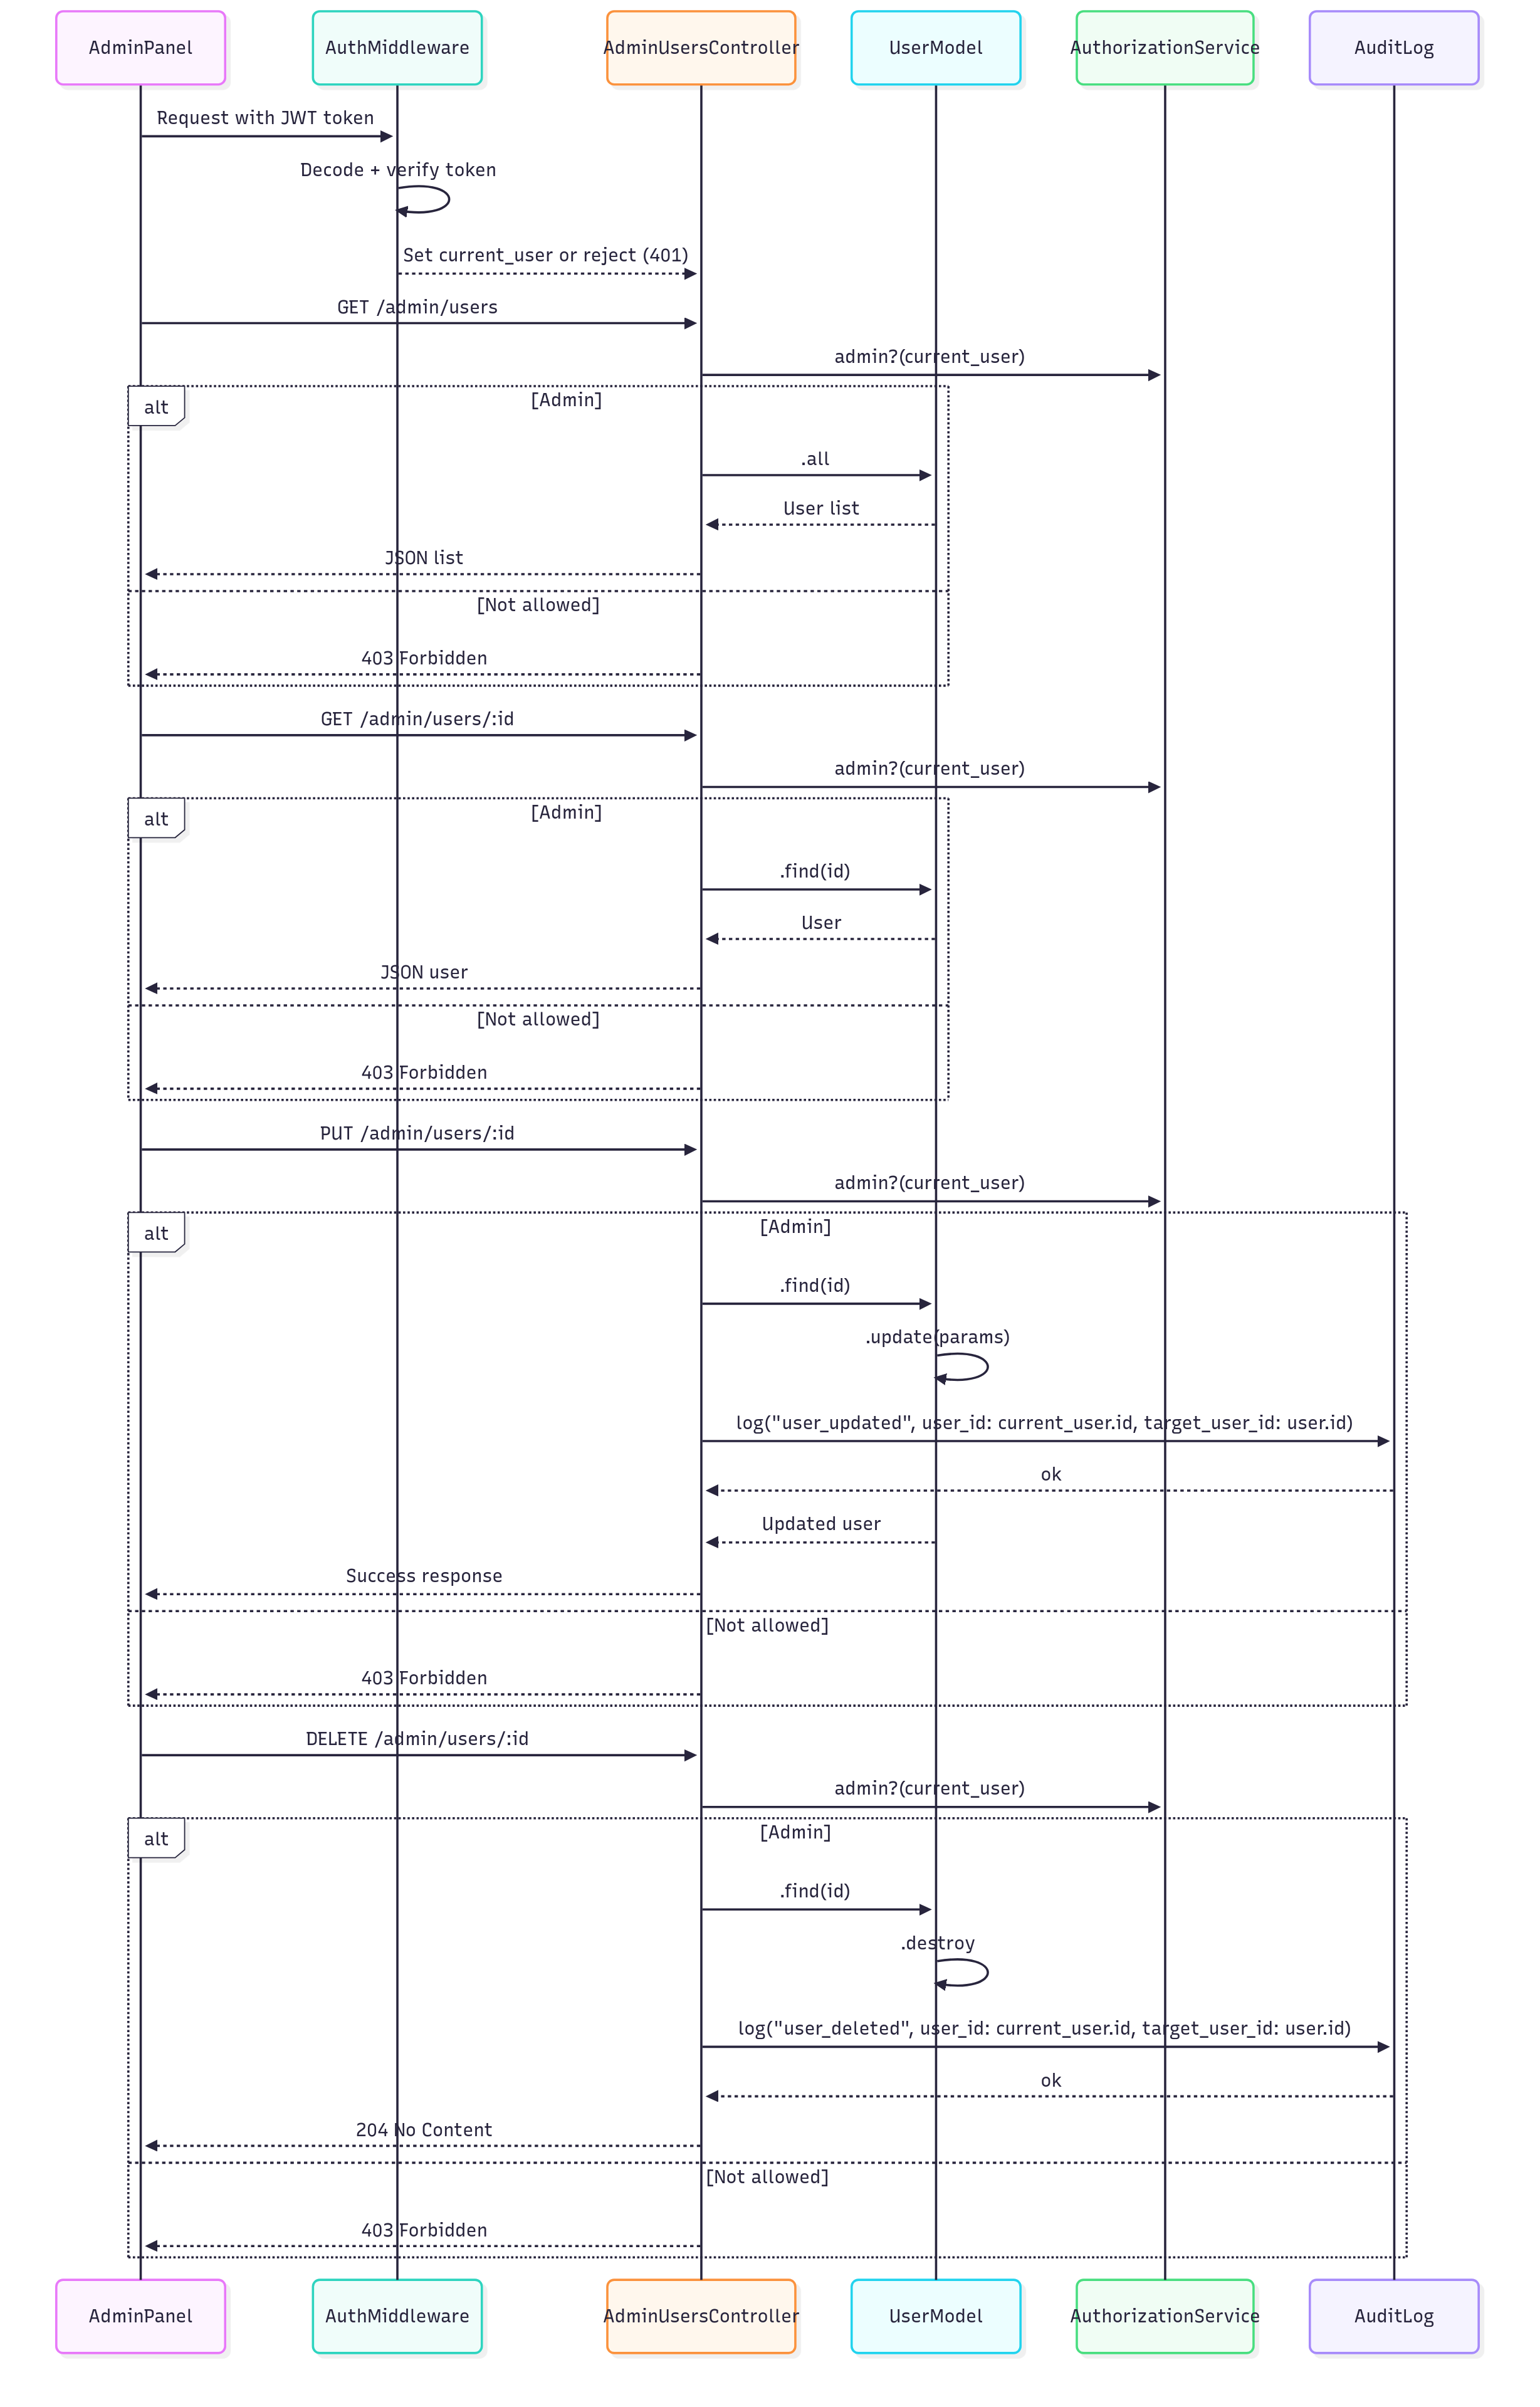 AdminPanel
AuthMiddleware
AdminUsersController
UserModel
AuthorizationService
AuditLog
Request with JWT token
Decode + verify token
Set current_user or reject (401)
GET /admin/users
admin?(current_user)
alt
[Admin]
.all
User list
JSON list
[Not allowed]
403 Forbidden
GET /admin/users/:id
admin?(current_user)
alt
[Admin]
.find(id)
User
JSON user
[Not allowed]
403 Forbidden
PUT /admin/users/:id
admin?(current_user)
alt
[Admin]
.find(id)
.update(params)
log("user_updated", user_id: current_user.id, target_user_id: user.id)
ok
Updated user
Success response
[Not allowed]
403 Forbidden
DELETE /admin/users/:id
admin?(current_user)
alt
[Admin]
.find(id)
.destroy
log("user_deleted", user_id: current_user.id, target_user_id: user.id)
ok
204 No Content
[Not allowed]
403 Forbidden
AdminPanel
AuthMiddleware
AdminUsersController
UserModel
AuthorizationService
AuditLog